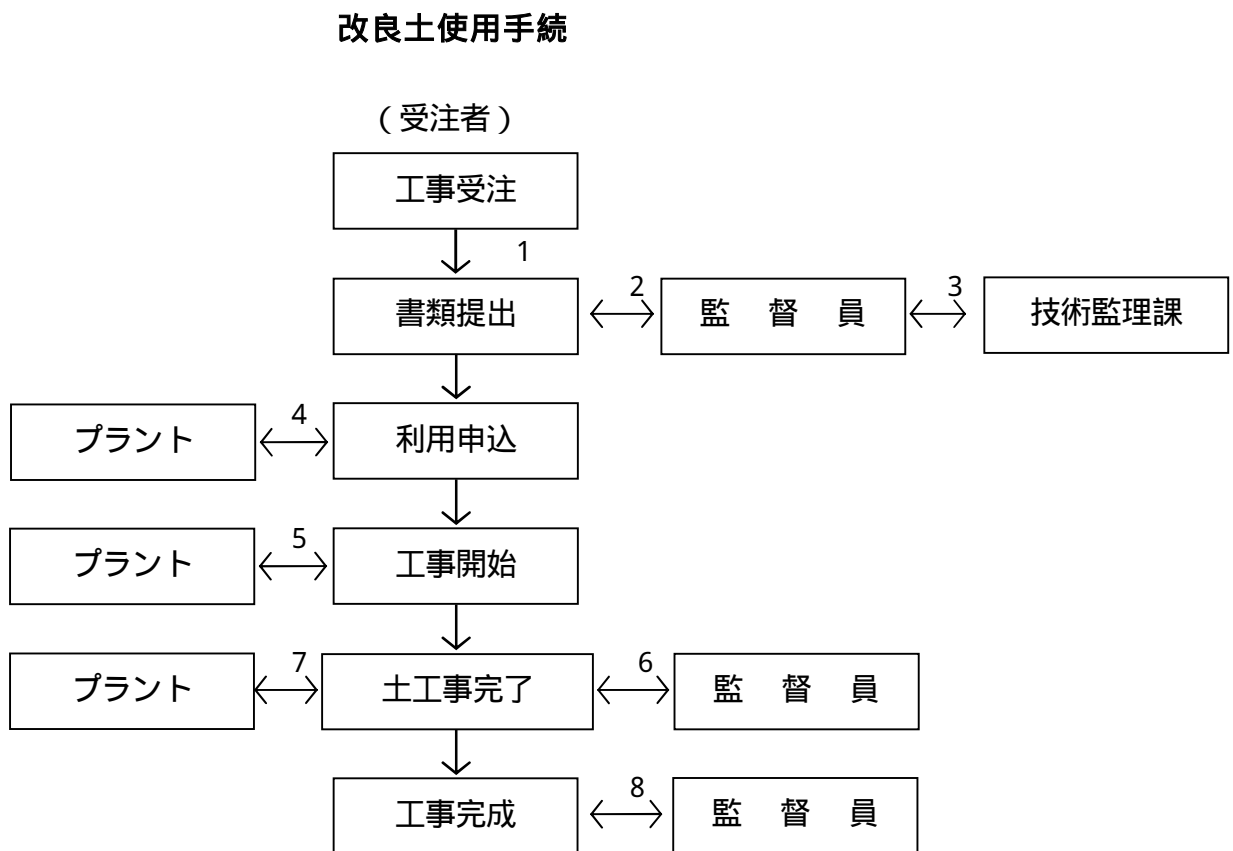 改良土使用手続
（受注者）
工事受注
1
書類提出
2
監　督　員
3
技術監理課
プラント
4
利用申込
プラント
5
工事開始
プラント
7
土工事完了
6
監　督　員
工事完成
8
監　督　員